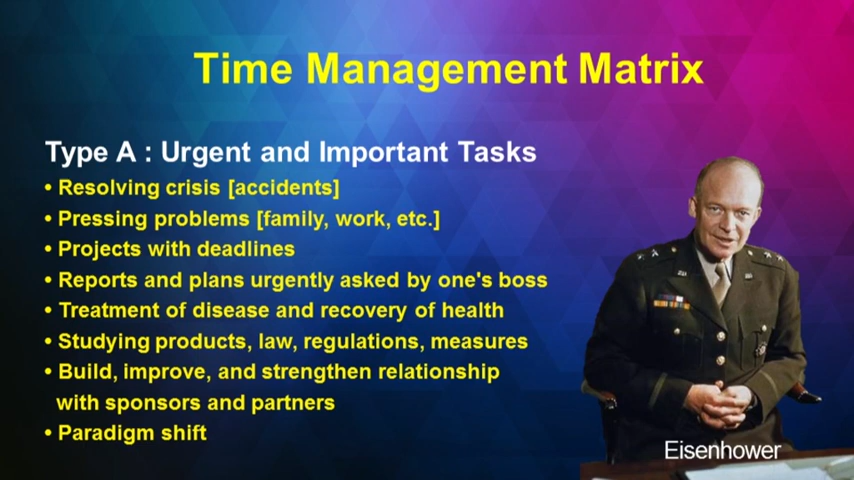 Time Management Matrix
Type A : Urgent and Important Tasks
• Resolving crisis [accidents]
• Pressing problems [family, work, etc.]
• Projects with deadlines
• Reports and plans urgently asked by one's boss
• Treatment of disease and recovery of health
• Studying products, law, regulations, measures
• Build, improve, and strengthen relationship
with sponsors and partners
• Paradigm shift
Eisenhower